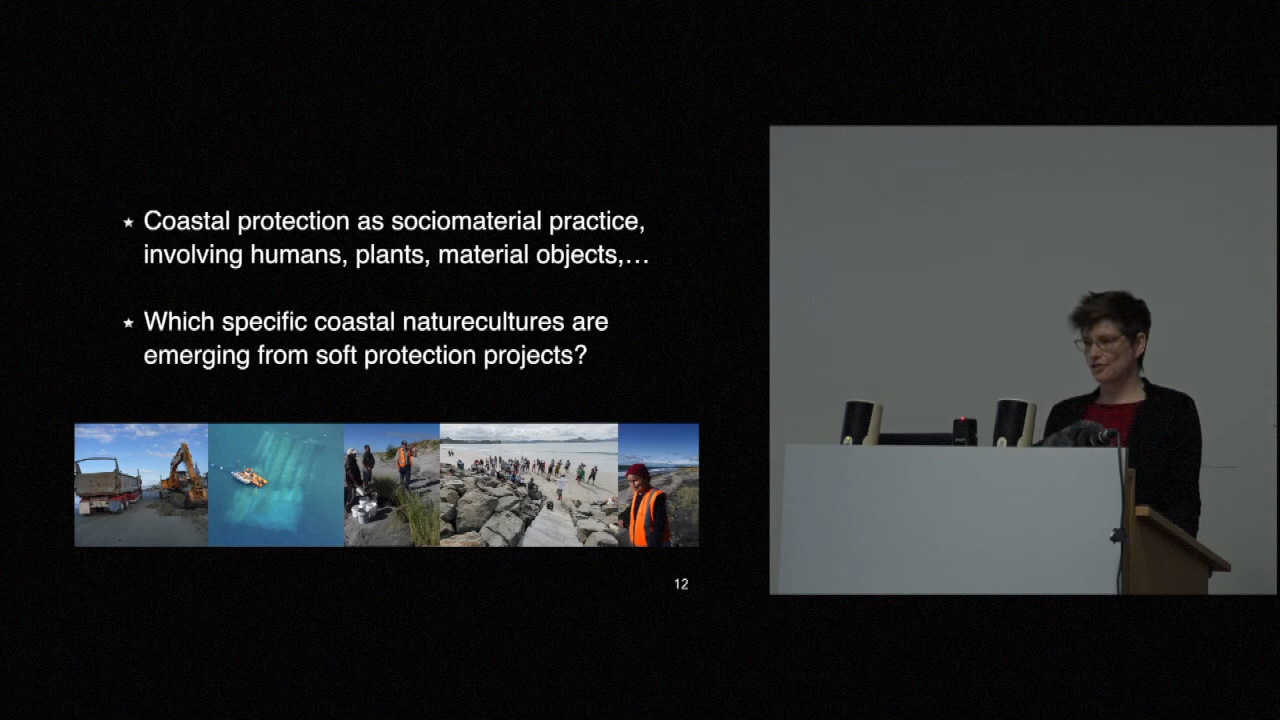 Coastal protection as sociomaterial practice,
involving humans, plants, material objects,…
Which specific coastal naturecultures are
emerging from soft protection projects?
12